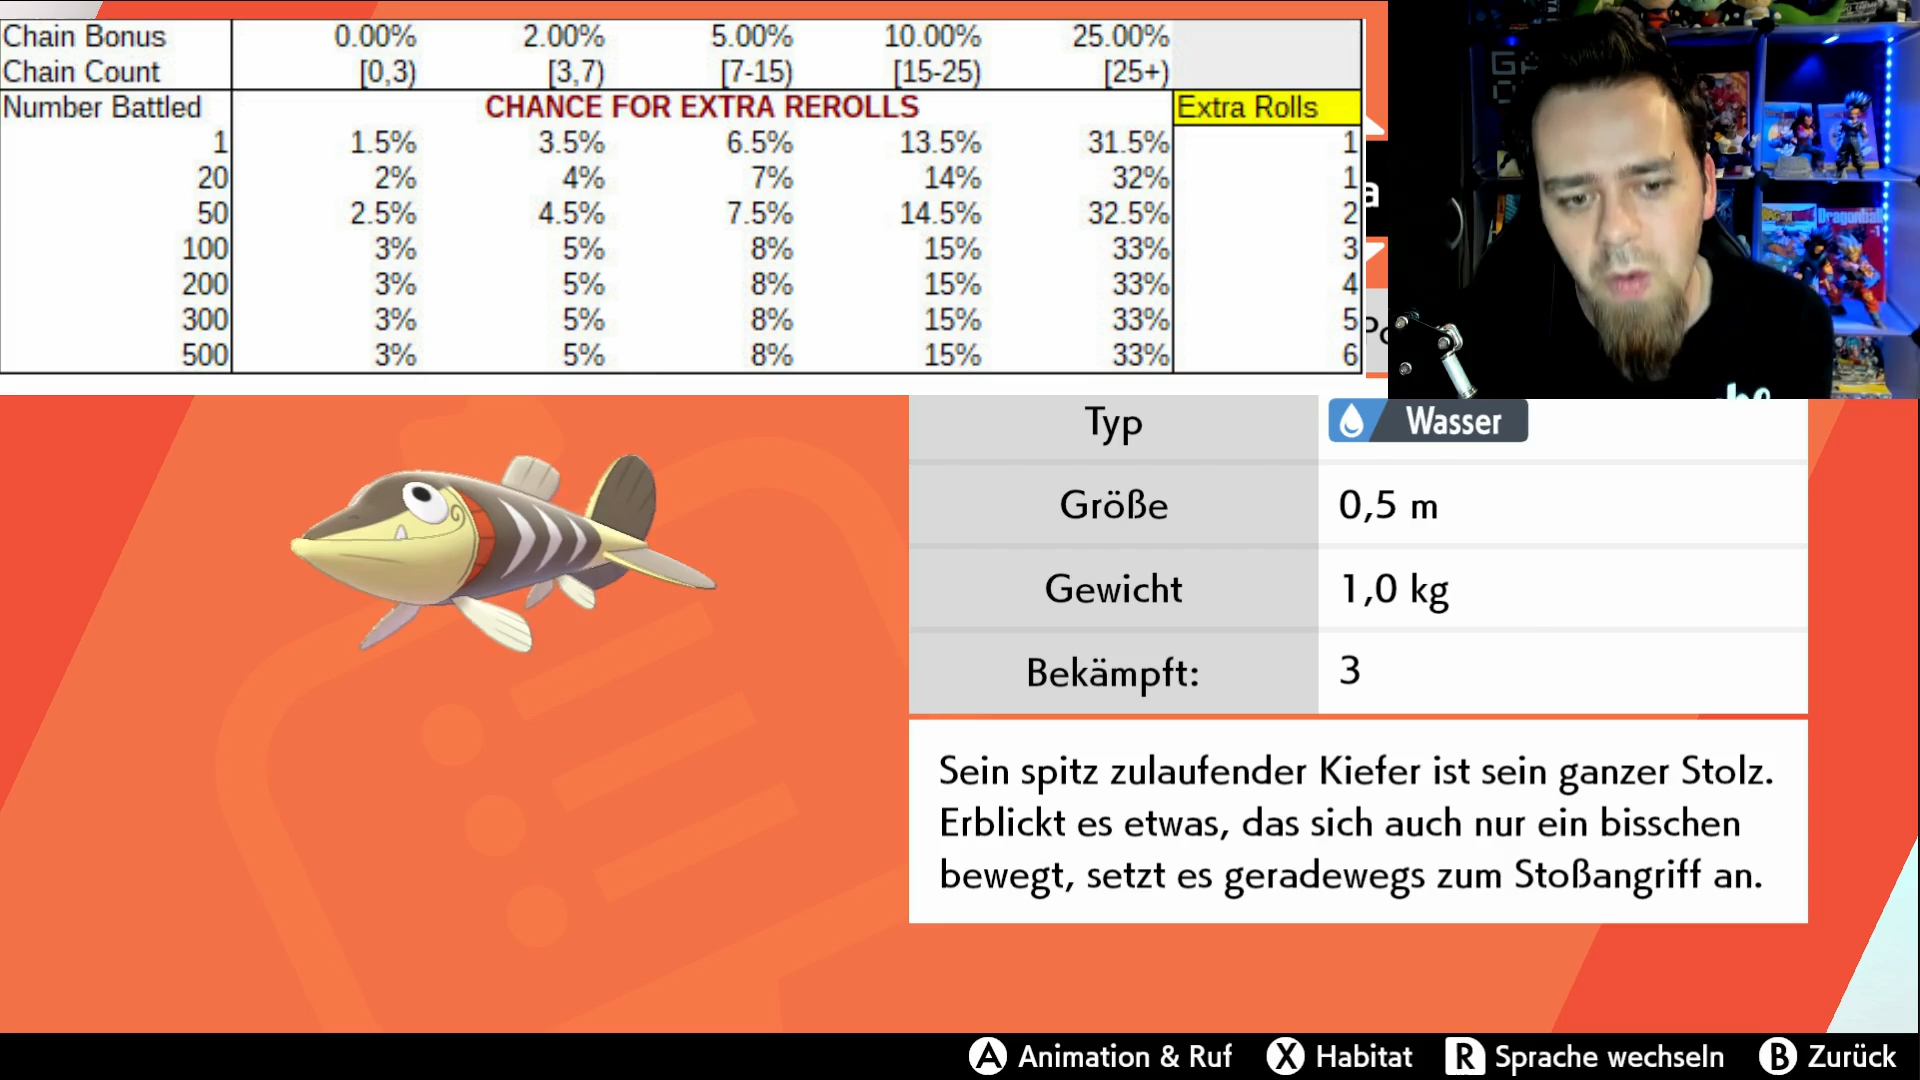 Chain Bonus 0.00% 2.00% 5.00% 10.00% 25.00%
Chain Count [0,3) [3,7) [7-15) [15-25) [25+)
Number Battled CHANCE FOR EXTRA REROLLS Extra Rolls
1 1.5% 3.5% 6.5% 13.5% 31.5% 1
20 2% 4% 7% 14% 32% 1
50 2.5% 4.5% 7.5% 14.5% 32.5% 2
100 3% 5% 8% 15% 33% 3
200 3% 5% 8% 15% 33% 4
300 3% 5% 8% 15% 33% 5
500 3% 5% 8% 15% 33% 6
Dragonball
Typ Wasser
Größe 0,5 m
Gewicht 1,0 kg
Bekämpft: 3
Sein spitz zulaufender Kiefer ist sein ganzer Stolz.
Erblickt es etwas, das sich auch nur ein bisschen
bewegt, setzt es geradewegs zum Stoßangriff an.
A Animation & Ruf X Habitat R Sprache wechseln B Zurück